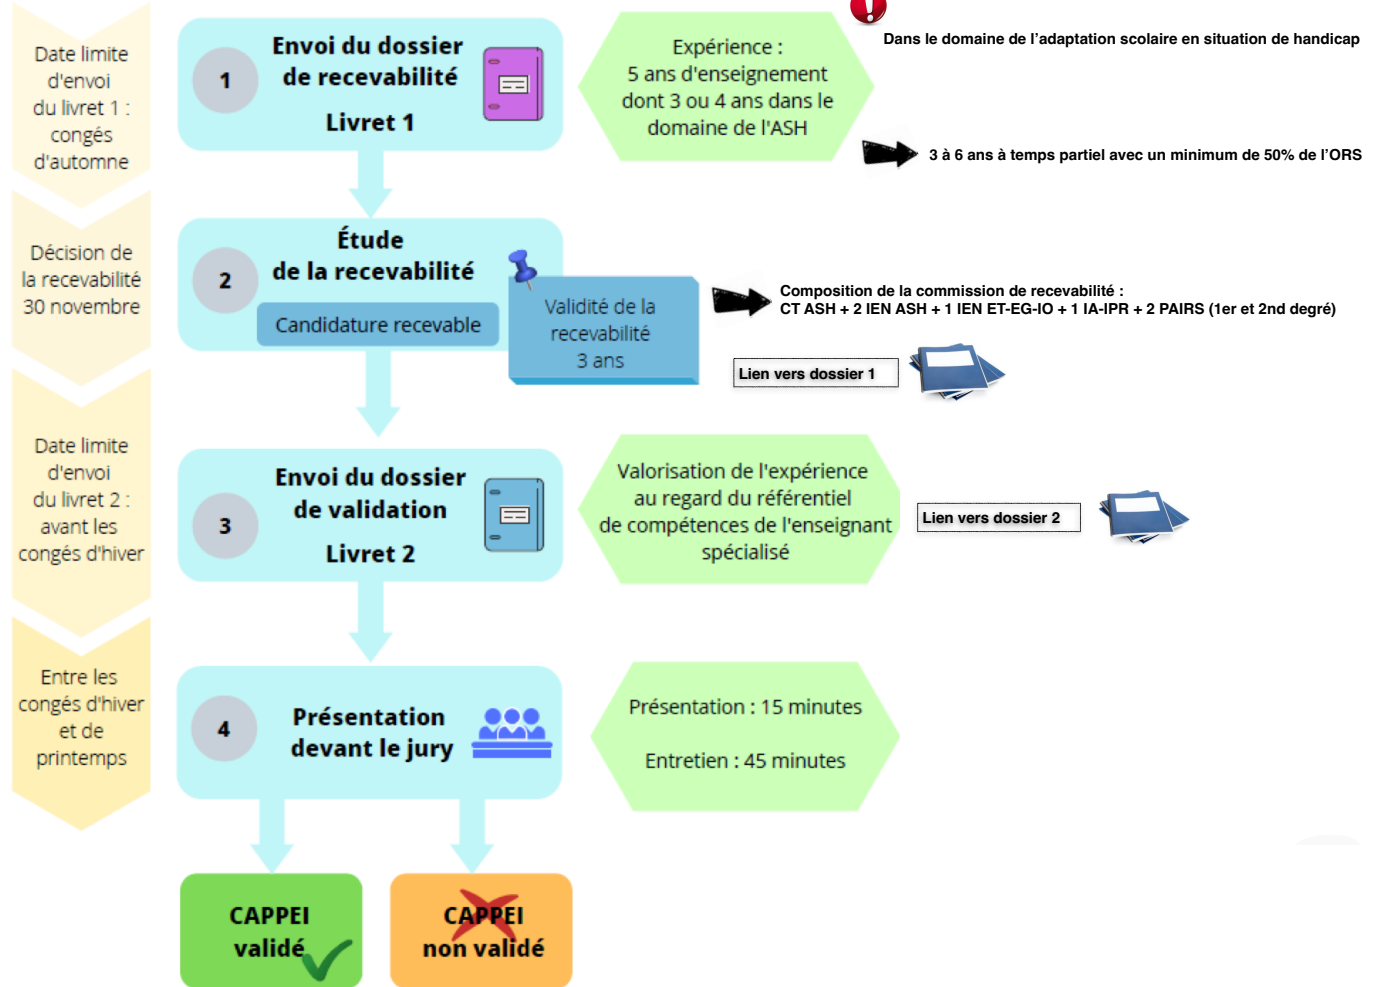 Date limite
d'envoi
du livret 1 :
congés
d'automne
1
Envoi du dossier
de recevabilité
Livret 1
Expérience :
5 ans d'enseignement
dont 3 ou 4 ans dans le
domaine de l'ASH
Dans le domaine de l'adaptation scolaire en situation de handicap
3 à 6 ans à temps partiel avec un minimum de 50% de l'ORS
Décision de
la recevabilité
30 novembre
2
Étude
de la recevabilité
Candidature recevable
Validité de la
recevabilité
3 ans
Composition de la commission de recevabilité :
CT ASH + 2 IEN ASH + 1 IEN ET-EG-IO + 1 IA-IPR + 2 PAIRS (1er et 2nd degré)
Lien vers dossier 1
Date limite
d'envoi
du livret 2 :
avant les
congés d'hiver
3
Envoi du dossier
de validation
Livret 2
Valorisation de l'expérience
au regard du référentiel
de compétences de l'enseignant
spécialisé
Lien vers dossier 2
Entre les
congés d'hiver
et de
printemps
4
Présentation
devant le jury
Présentation : 15 minutes
Entretien : 45 minutes
CAPPEI
validé
CAPPEI
non validé